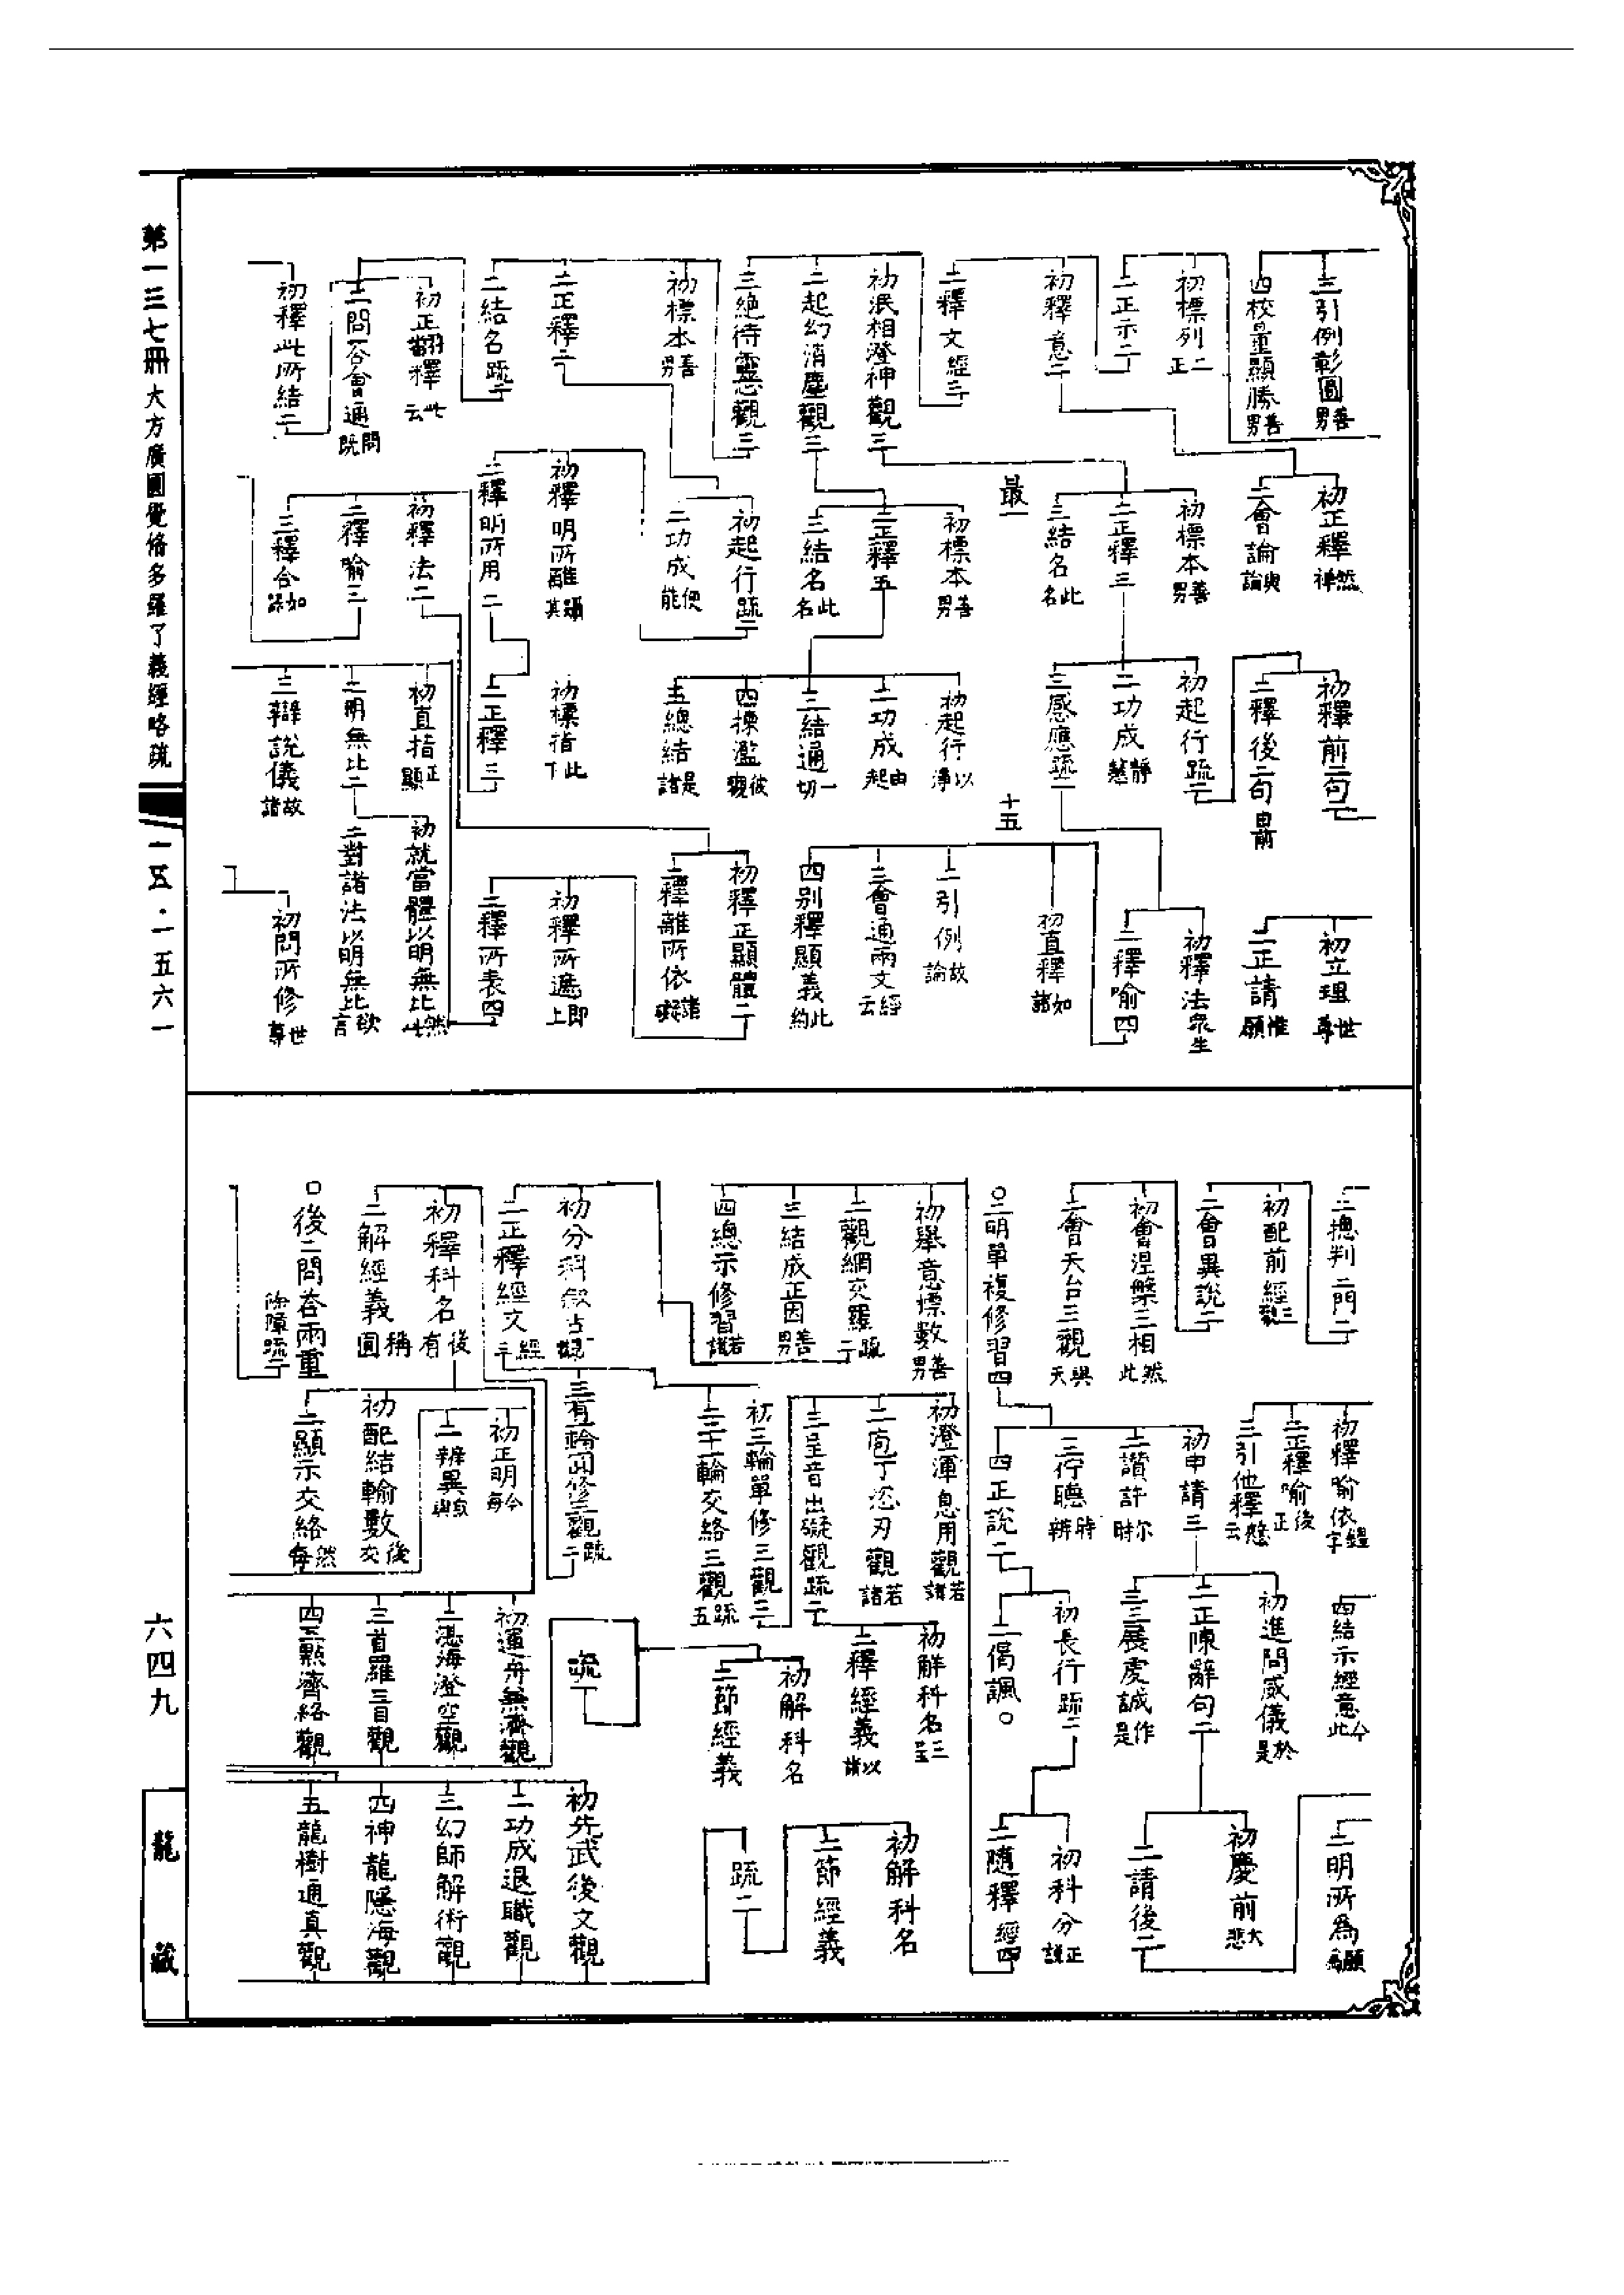 三引例彰圓善男
四校量顯勝善男
初標列二正
二正示二
初釋意二
二釋文經三
初泯相澄神觀三
二起幻消塵觀三
三絕待靈心觀三
初標本善男
二正釋二
二結名疏二
初正翻釋此云
二問答會通問既
初釋此所結二
初正釋然禪
二會論與論
初標本善男
二正釋三
三結名此名
最
初標本善男
二正釋五
三結名此名
初起行疏二
二功成便能
初釋明所離
二釋明所用二
初釋法二
二釋喻三
三釋合如疏
初釋前二句二
二釋後二句由前
初起行疏二
二功成靜慧
三感應疏二
初起行以淨
二功成由起
三結通一切
四揀濫彼觀
五總結是諸
初標指此下
二正釋三
初直指正顯
二明無比二
三辯說儀故諸
初立理世尊
二正請惟願
初釋法眾生
二釋喻四
十五
初直釋如諸
二引例故論
三會通兩文經云
四別釋顯義此約
初釋正顯體二
二釋離所依諸礙
初釋所遮即上
二釋所表四
初就當體以明無比然此
二對諸法以明無比欲言
初問所修世尊
二總判二門二
初配前經三觀
二會異說二
初會涅槃三相然此
二會天台三觀與天
○三明單複修習四
初舉意標數善男
二觀網交羅疏二
三結成正因善男
四總示修習若諸
初分科敘古
二正釋經文經三
初釋科名
二解經義
○後二問答兩重除障疏二
初釋喻依鐘字
二正釋喻後正
三引他釋
初申請三
二讚許爾時
三佇聽時
四正說二
初澄渾息用觀若諸
二庖丁恣刃觀若諸
三呈音出礙觀疏二
初三輪單修三觀三
二二十一輪交絡三觀疏五
初正明今每
二辨異
初配結輪數後交
二顯示交絡然每
四結示經意今此
初進問威儀於是
二正陳辭句二
三三展虔誠作是
初長行疏二
二偈諷○
初解科名三呈
二釋經義以諸
初解科名
二節經義
疏二
初運舟兼濟觀
二湛海澄空觀
三首羅三目觀
四三點齊絡觀
二明所為願為
初慶前大悲
二請後二
初科分正說
二隨釋經四
初解科名
二節經義
疏二
初先武後文觀
二功成退職觀
三幻師解術觀
四神龍隱海觀
五龍樹通真觀
第一三七冊 大方廣圓覺脩多羅了義經略疏
一五·一五六一
六四九
龍藏